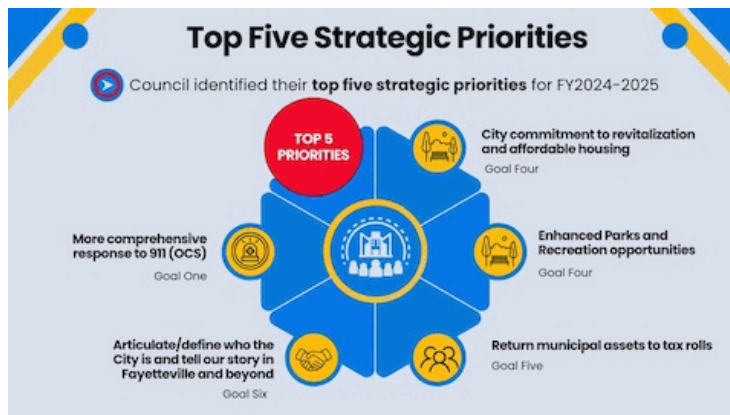 Top Five Strategic Priorities
Council identified their top five strategic priorities for FY2024-2025
TOP 5
PRIORITIES
City commitment to revitalization
and affordable housing
Goal Four
Enhanced Parks and
Recreation opportunities
Goal Four
Return municipal assets to tax rolls
Goal Five
Articulate/define who the
City is and tell our story in
Fayetteville and beyond
Goal Six
More comprehensive
response to 911 (OCS)
Goal One